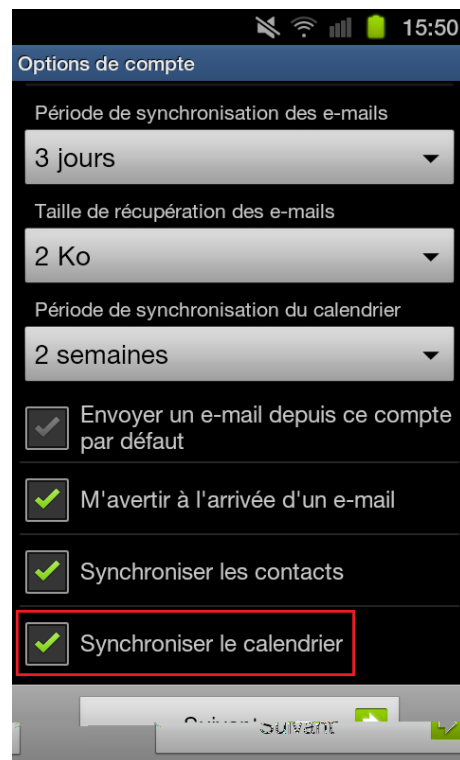 15:50
Options de compte
Période de synchronisation des e-mails
3 jours
Taille de récupération des e-mails
2 Ko
Période de synchronisation du calendrier
2 semaines
Envoyer un e-mail depuis ce compte
par défaut
M'avertir à l'arrivée d'un e-mail
Synchroniser les contacts
Synchroniser le calendrier
Suivant